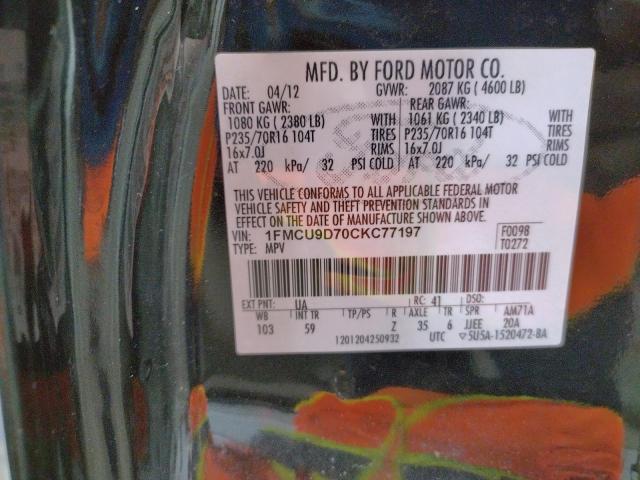 MFD. BY FORD MOTOR CO.
DATE: 04/12 GVWR: 2087 KG ( 4600 LB)
FRONT GAWR: REAR GAWR:
1080 KG ( 2380 LB) WITH 1061 KG ( 2340 LB) WITH
P235/70R16 104T TIRES P235/70R16 104T TIRES
16x7.0J RIMS 16x7.0J RIMS
AT 220 kPa/ 32 PSI COLD AT 220 kPa/ 32 PSI COLD
THIS VEHICLE CONFORMS TO ALL APPLICABLE FEDERAL MOTOR
VEHICLE SAFETY AND THEFT PREVENTION STANDARDS IN
EFFECT ON THE DATE OF MANUFACTURE SHOWN ABOVE.
VIN: 1FMCU9D70CKC77197 F0098
TYPE: MPV T0272
EXT PNT: UA RC: 41 DSO:
WB INT TR TP/PS R AXLE TR SPR AM71A
103 59 Z 35 6 JJEE 20A
1201204250932 UTC ▽5U5A-1520472-BA